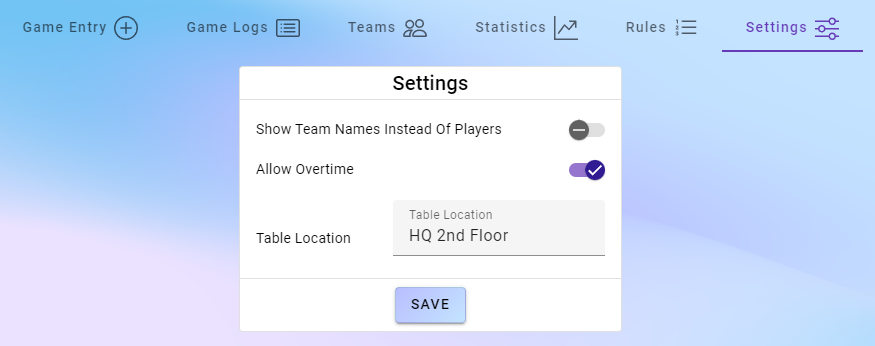 Game Entry Game Logs Teams Statistics Rules Settings
Settings
Show Team Names Instead Of Players
Allow Overtime
Table Location
Table Location
HQ 2nd Floor
SAVE